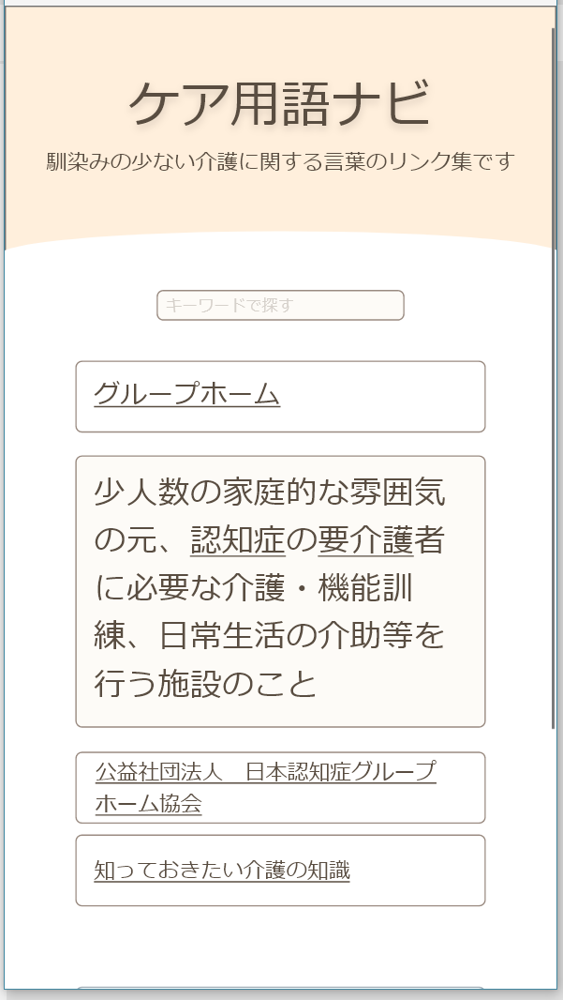 ケア用語ナビ
馴染みの少ない介護に関する言葉のリンク集です
キーワードで探す
グループホーム
少人数の家庭的な雰囲気
の元、認知症の要介護者
に必要な介護・機能訓
練、日常生活の介助等を
行う施設のこと
公益社団法人　日本認知症グループ
ホーム協会
知っておきたい介護の知識